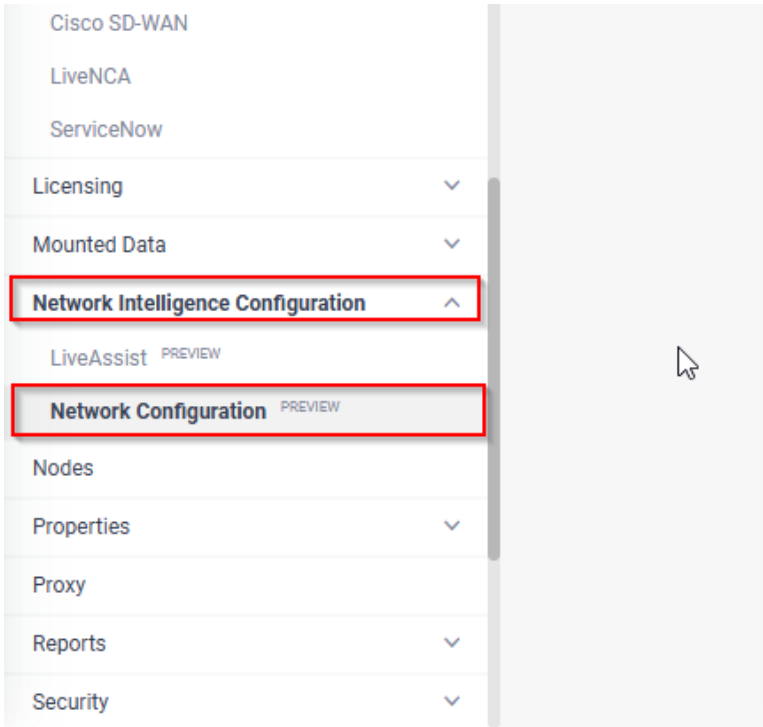 Cisco SD-WAN
LiveNCA
ServiceNow
Licensing
Mounted Data
Network Intelligence Configuration
LiveAssist PREVIEW
Network Configuration PREVIEW
Nodes
Properties
Proxy
Reports
Security